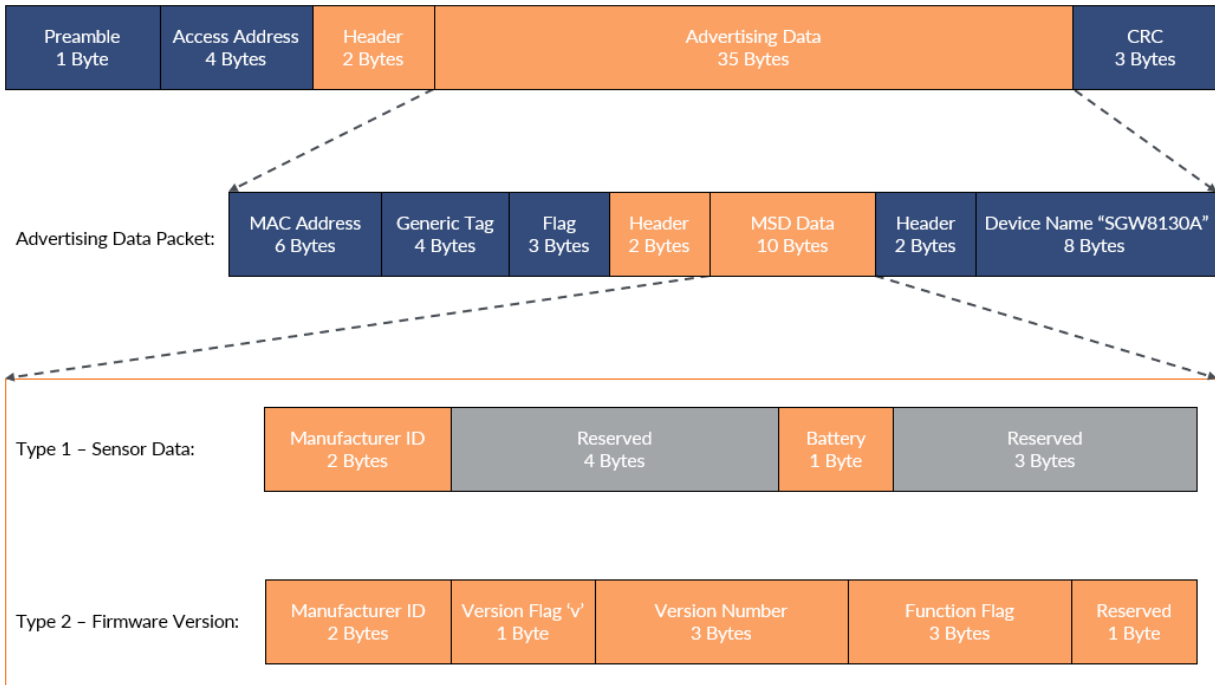 Preamble
1 Byte
Access Address
4 Bytes
Header
2 Bytes
Advertising Data
35 Bytes
CRC
3 Bytes
Advertising Data Packet:
MAC Address
6 Bytes
Generic Tag
4 Bytes
Flag
3 Bytes
Header
2 Bytes
MSD Data
10 Bytes
Header
2 Bytes
Device Name “SGW8130A”
8 Bytes
Type 1 – Sensor Data:
Manufacturer ID
2 Bytes
Reserved
4 Bytes
Battery
1 Byte
Reserved
3 Bytes
Type 2 – Firmware Version:
Manufacturer ID
2 Bytes
Version Flag ‘v’
1 Byte
Version Number
3 Bytes
Function Flag
3 Bytes
Reserved
1 Byte